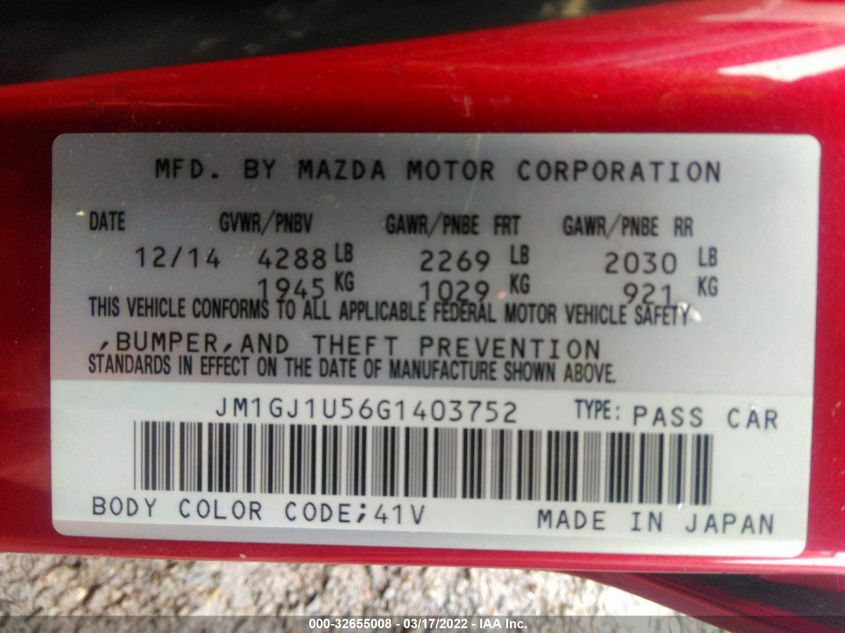 MFD. BY MAZDA MOTOR CORPORATION
DATE GVWR/PNBV GAWR/PNBE FRT GAWR/PNBE RR
12/14 4288 LB 2269 LB 2030 LB
1945 KG 1029 KG 921 KG
THIS VEHICLE CONFORMS TO ALL APPLICABLE FEDERAL MOTOR VEHICLE SAFETY
,BUMPER,AND THEFT PREVENTION
STANDARDS IN EFFECT ON THE DATE OF MANUFACTURE SHOWN ABOVE.
JM1GJ1U56G1403752 TYPE: PASS CAR
BODY COLOR CODE;41V MADE IN JAPAN
000-32655008 - 03/17/2022 - IAA Inc.